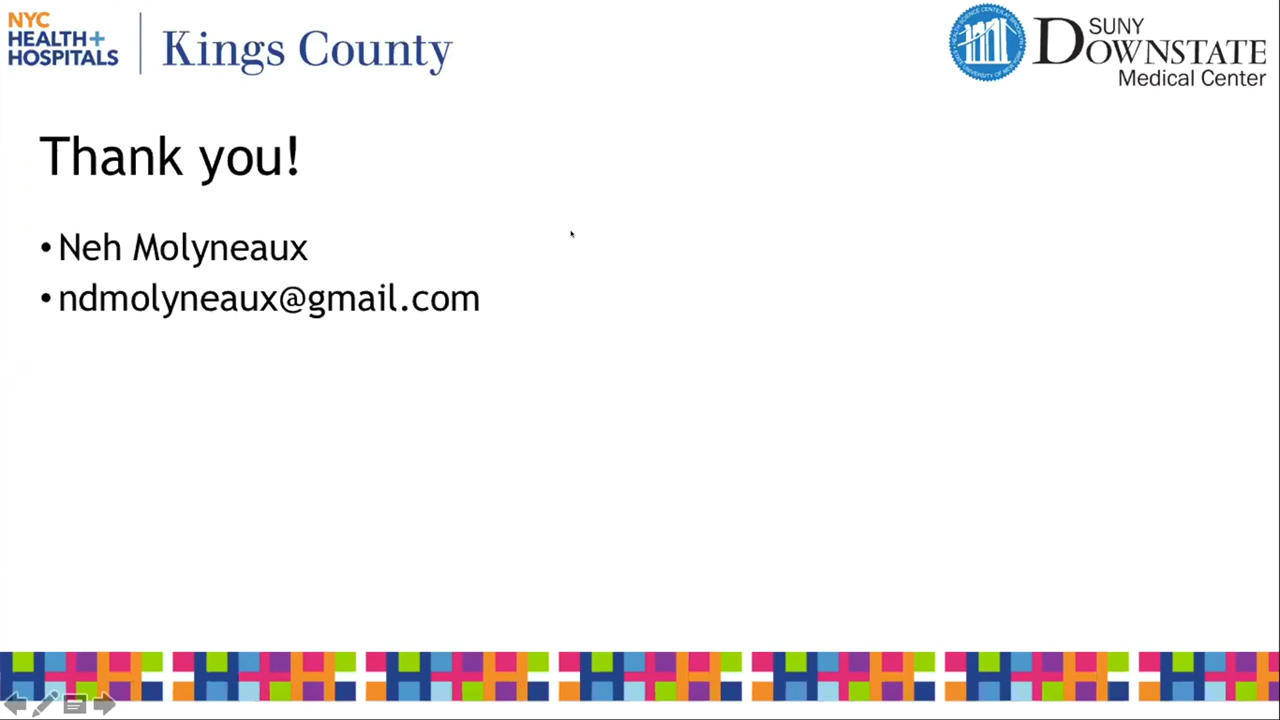 NYC
HEALTH+
HOSPITALS
Kings County
SUNY
DOWNSTATE
Medical Center
Thank you!
• Neh Molyneaux
• ndmolyneaux@gmail.com